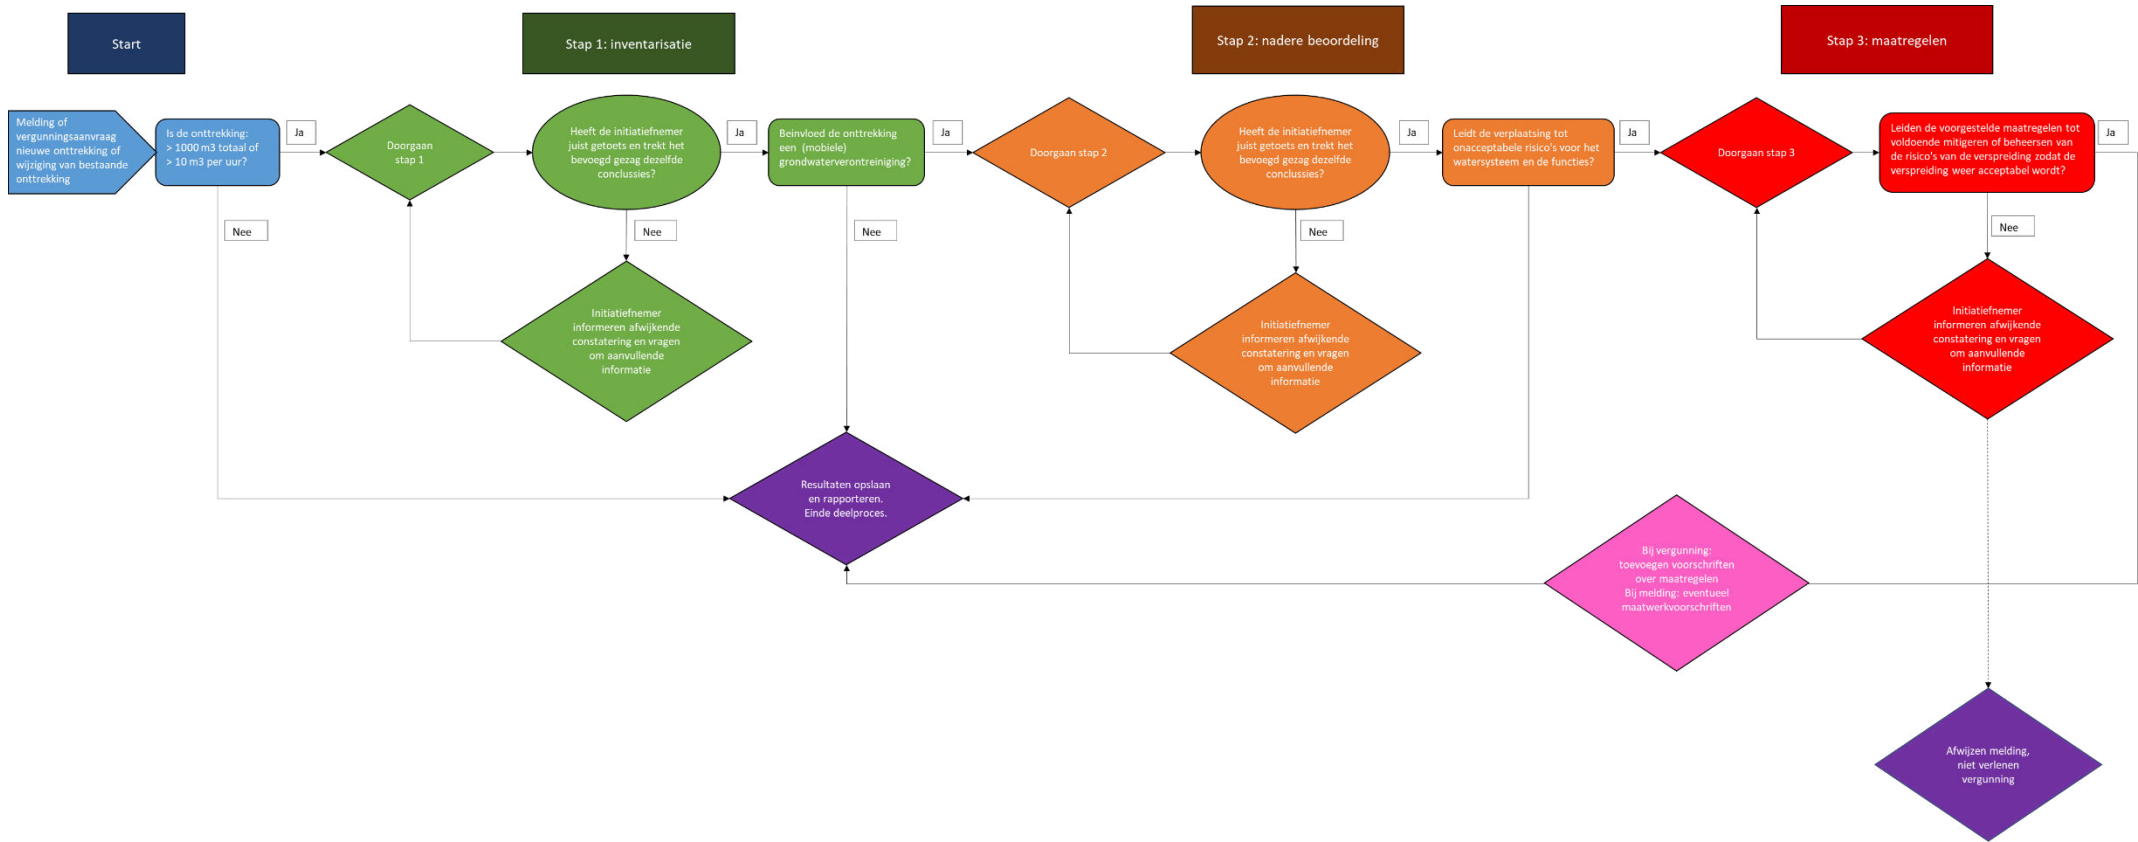 Start
Stap 1: inventarisatie
Stap 2: nadere beoordeling
Stap 3: maatregelen
Melding of
vergunningsaanvraag
nieuwe onttrekking of
wijziging van bestaande
onttrekking
Is de onttrekking:
> 1000 m3 totaal of
> 10 m3 per uur?
Ja
Nee
Doorgaan
stap 1
Heeft de initiatiefnemer
juist getoets en trekt het
bevoegd gezag dezelfde
conclussies?
Ja
Nee
Initiatiefnemer
informeren afwijkende
constatering en vragen
om aanvullende
informatie
Beinvloed de onttrekking
een (mobiele)
grondwaterverontreiniging?
Ja
Nee
Doorgaan stap 2
Heeft de initiatiefnemer
juist getoets en trekt het
bevoegd gezag dezelfde
conclussies?
Ja
Nee
Initiatiefnemer
informeren afwijkende
constatering en vragen
om aanvullende
informatie
Leidt de verplaatsing tot
onacceptabele risico's voor het
watersysteem en de functies?
Ja
Doorgaan stap 3
Leiden de voorgestelde maatregelen tot
voldoende mitigeren of beheersen van
de risico's van de verspreiding zodat de
verspreiding weer acceptabel wordt?
Ja
Nee
Initiatiefnemer
informeren afwijkende
constatering en vragen
om aanvullende
informatie
Resultaten opslaan
en rapporteren.
Einde deelproces.
Bij vergunning:
toevoegen voorschriften
over maatregelen
Bij melding: eventueel
maatwerkvoorschriften
Afwijzen melding,
niet verlenen
vergunning